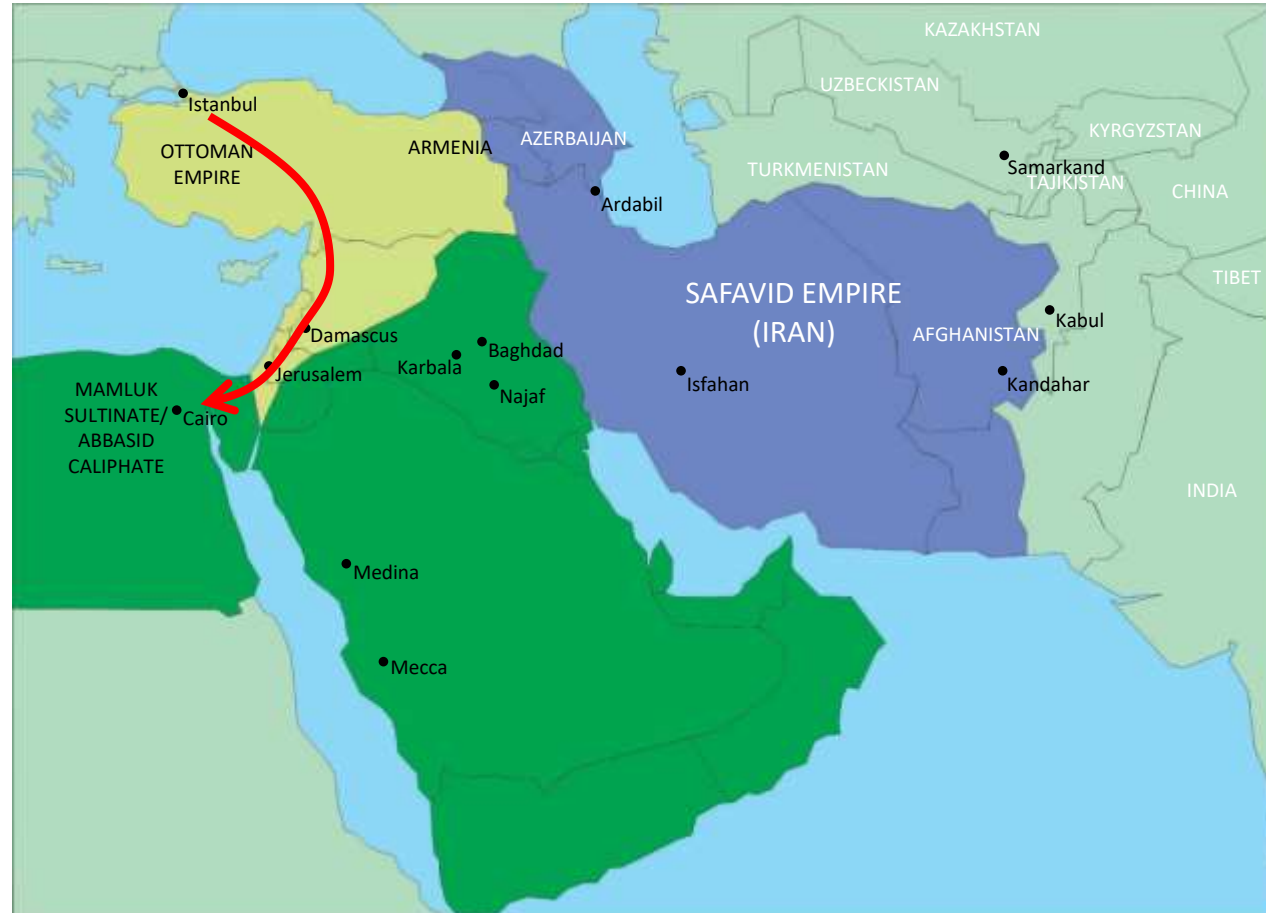 KAZAKHSTAN
UZBECKISTAN
Istanbul
KYRGYZSTAN
OTTOMAN
EMPIRE
ARMENIA
AZERBAIJAN
TURKMENISTAN
Samarkand
TAJIKISTAN
CHINA
Ardabil
TIBET
SAFAVID EMPIRE
(IRAN)
AFGHANISTAN
Kabul
Damascus
Baghdad
Karbala
Jerusalem
Najaf
Isfahan
Kandahar
MAMLUK
SULTINATE/
ABBASID
CALIPHATE
Cairo
INDIA
Medina
Mecca